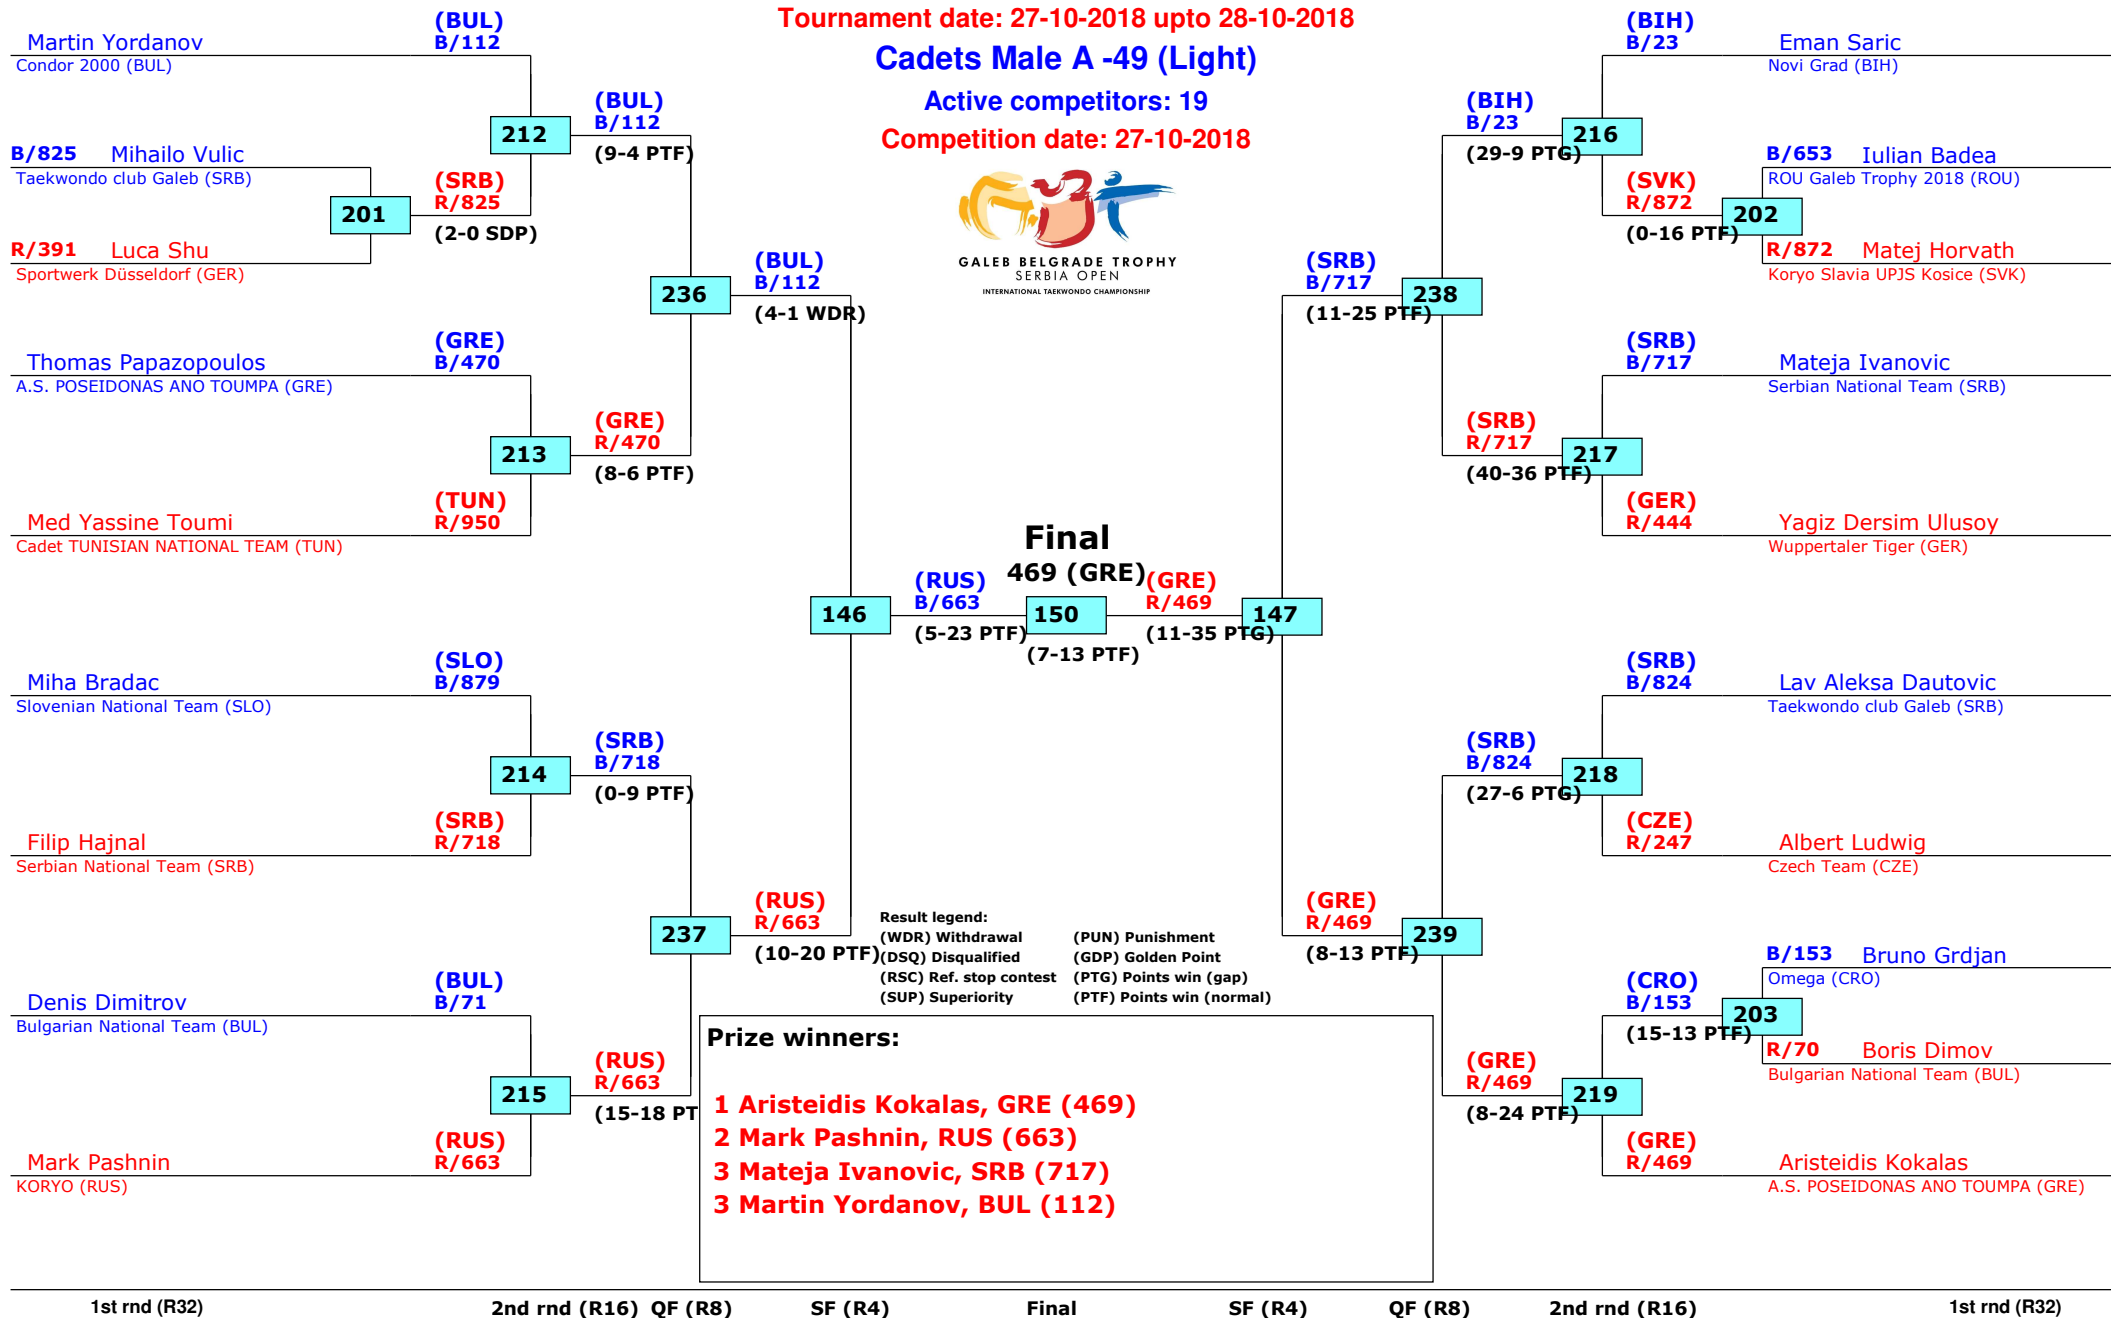 Tournament date: 27-10-2018 upto 28-10-2018
Cadets Male A -49 (Light)
Active competitors: 19
Competition date: 27-10-2018
GALEB BELGRADE TROPHY
SERBIA OPEN
INTERNATIONAL TAEKWONDO CHAMPIONSHIP
Martin Yordanov
Condor 2000 (BUL)
(BUL)
B/112
B/825 Mihailo Vulic
Taekwondo club Galeb (SRB)
201
R/391 Luca Shu
Sportwerk Düsseldorf (GER)
(SRB)
R/825
(2-0 SDP)
212
(BUL)
B/112
(9-4 PTF)
Thomas Papazopoulos
A.S. POSEIDONAS ANO TOUMPA (GRE)
(GRE)
B/470
213
Med Yassine Toumi
Cadet TUNISIAN NATIONAL TEAM (TUN)
(TUN)
R/950
(GRE)
R/470
(8-6 PTF)
236
(BUL)
B/112
(4-1 WDR)
Miha Bradac
Slovenian National Team (SLO)
(SLO)
B/879
214
Filip Hajnal
Serbian National Team (SRB)
(SRB)
R/718
(SRB)
B/718
(0-9 PTF)
Denis Dimitrov
Bulgarian National Team (BUL)
(BUL)
B/71
215
Mark Pashnin
KORYO (RUS)
(RUS)
R/663
(RUS)
R/663
(15-18 PT
237
(RUS)
R/663
(10-20 PTF)
146
(RUS)
B/663
(5-23 PTF)
Final
469 (GRE)
150
(7-13 PTF)
(GRE)
R/469
(11-35 PTG)
147
(SRB)
B/717
(11-25 PTF)
238
(BIH)
B/23
(29-9 PTG)
216
(BIH)
B/23
Eman Saric
Novi Grad (BIH)
(SVK)
R/872
(0-16 PTF)
202
B/653 Iulian Badea
ROU Galeb Trophy 2018 (ROU)
R/872 Matej Horvath
Koryo Slavia UPJS Kosice (SVK)
(SRB)
R/717
(40-36 PTF)
217
(SRB)
B/717
Mateja Ivanovic
Serbian National Team (SRB)
(GER)
R/444
Yagiz Dersim Ulusoy
Wuppertaler Tiger (GER)
(GRE)
R/469
(8-13 PTF)
239
(SRB)
B/824
(27-6 PTG)
218
(SRB)
B/824
Lav Aleksa Dautovic
Taekwondo club Galeb (SRB)
(CZE)
R/247
Albert Ludwig
Czech Team (CZE)
(GRE)
R/469
(8-24 PTF)
219
(CRO)
B/153
(15-13 PTF)
203
B/153 Bruno Grdjan
Omega (CRO)
R/70 Boris Dimov
Bulgarian National Team (BUL)
(GRE)
R/469
Aristeidis Kokalas
A.S. POSEIDONAS ANO TOUMPA (GRE)
Result legend:
(WDR) Withdrawal (PUN) Punishment
(DSQ) Disqualified (GDP) Golden Point
(RSC) Ref. stop contest (PTG) Points win (gap)
(SUP) Superiority (PTF) Points win (normal)
Prize winners:
1 Aristeidis Kokalas, GRE (469)
2 Mark Pashnin, RUS (663)
3 Mateja Ivanovic, SRB (717)
3 Martin Yordanov, BUL (112)
1st rnd (R32) 2nd rnd (R16) QF (R8) SF (R4) Final SF (R4) QF (R8) 2nd rnd (R16) 1st rnd (R32)